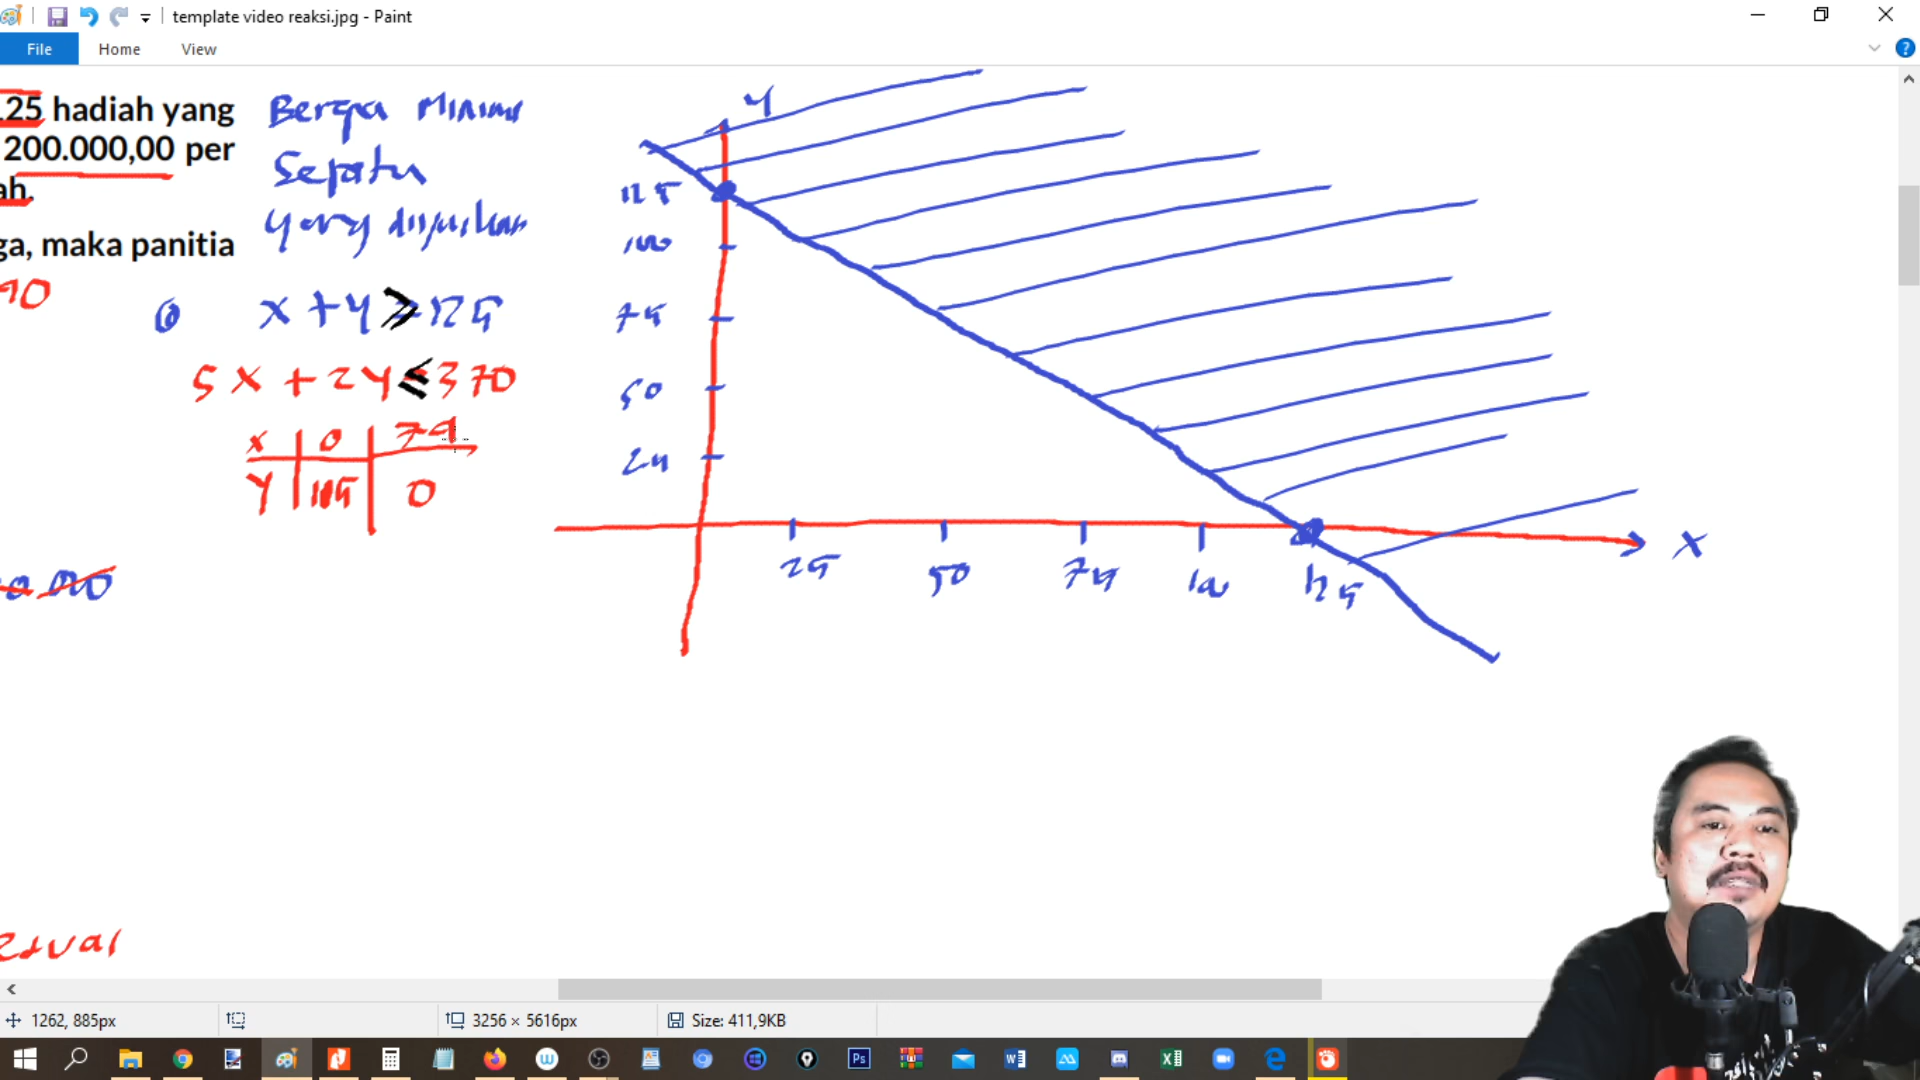 template video reaksi.jpg - Paint
File Home View
.25 hadiah yang
200.000,00 per
ah.
ga, maka panitia
90
Berapa Minimal
Sepatu
yang disiapkan
x + y ≥ 125
5x + 2y ≤ 370
x 0 74
y 185 0
y
125
100
75
50
25
25 50 75 100 125
x
1262, 885px
3256 × 5616px
Size: 411,9KB